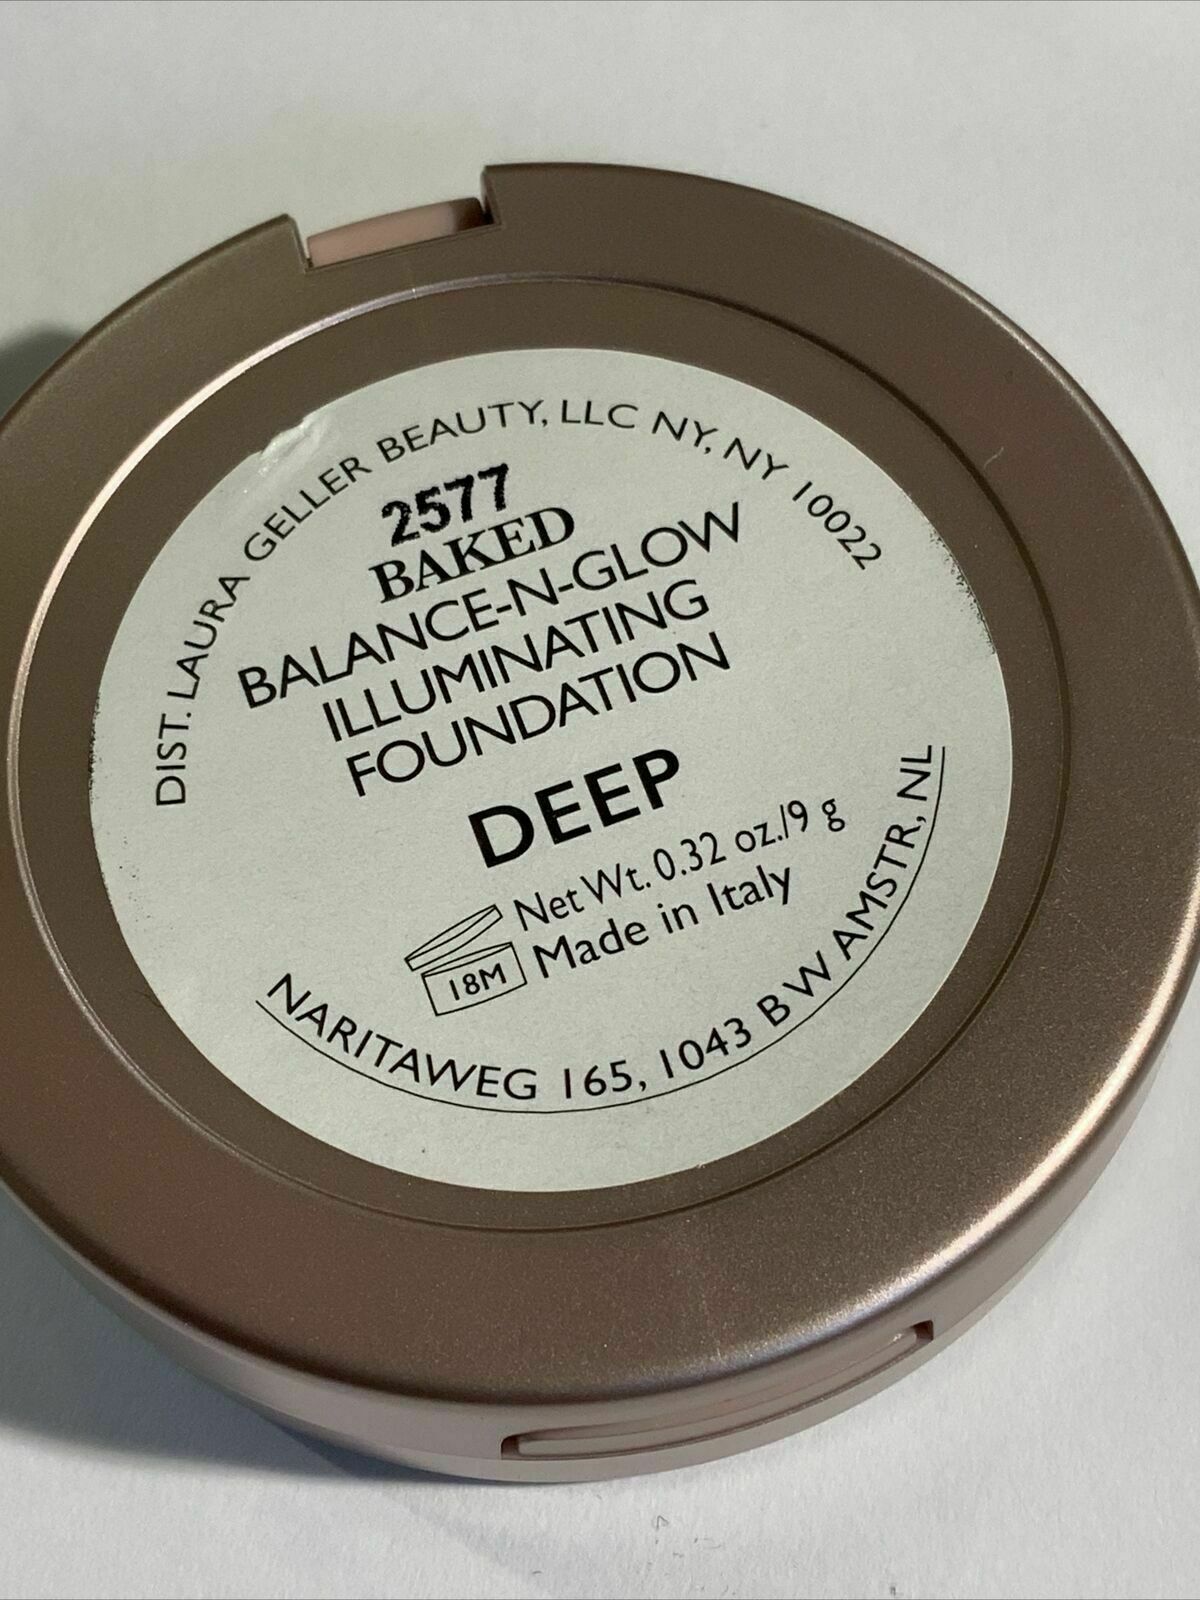 DIST. LAURA GELLER BEAUTY, LLC NY, NY 10022
2577
BAKED
BALANCE-N-GLOW
ILLUMINATING
FOUNDATION
DEEP
Net Wt. 0.32 oz./9 g
Made in Italy
18M
NARITAWEG 165, 1043 BW AMSTR, NL